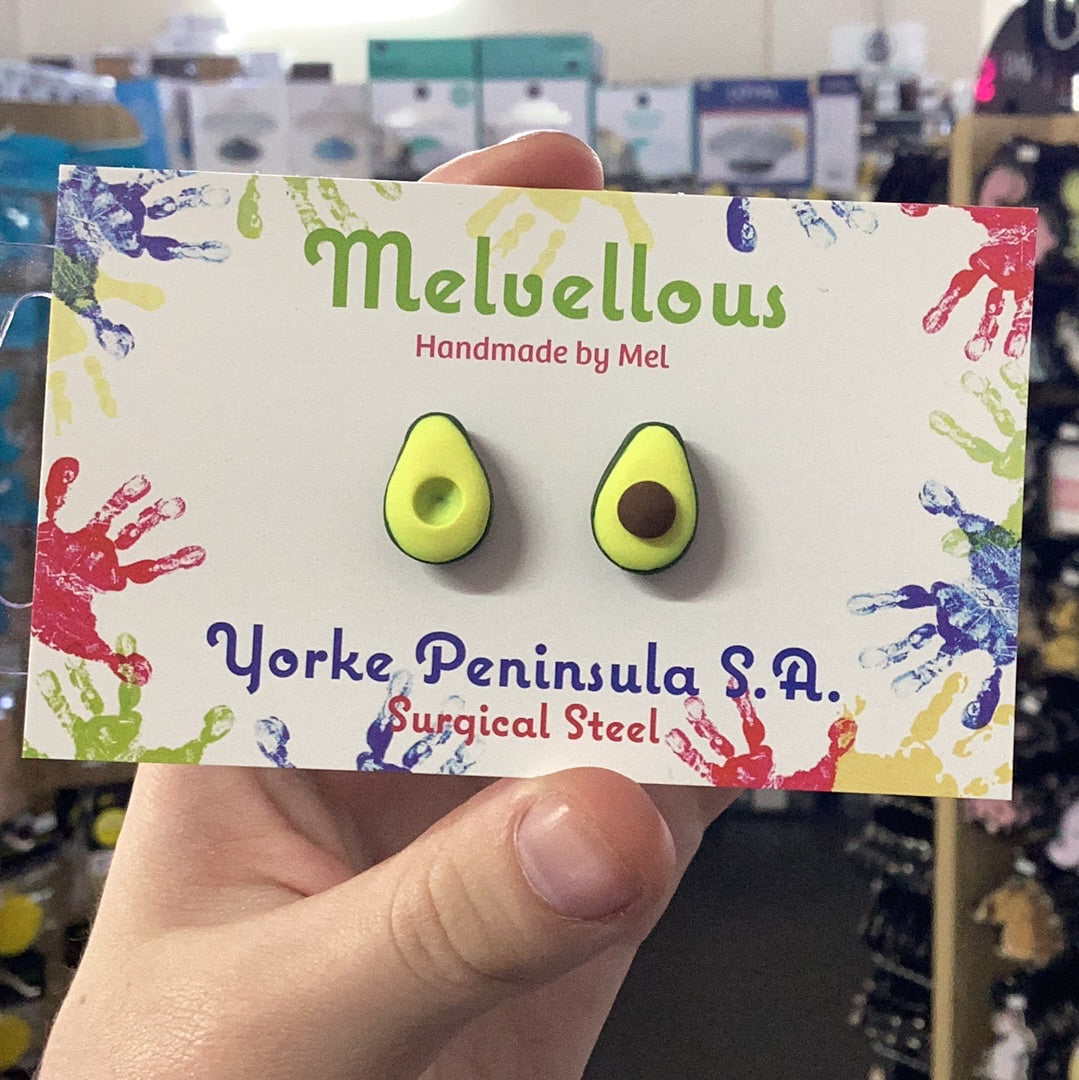 Melvellous
Handmade by Mel
Yorke Peninsula S.A.
Surgical Steel